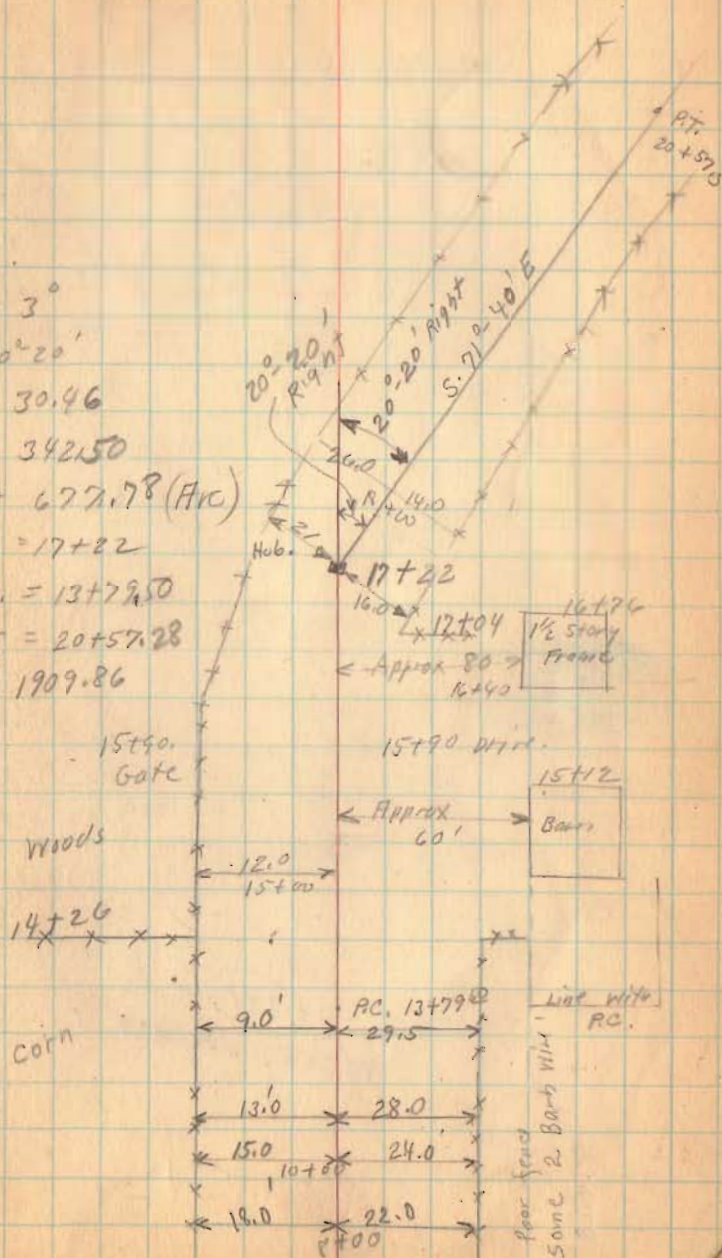 P.T.
20+57.
3°
20°-20'
Right
20°-20' Right
S. 71°-40' E
0°-20'
30.46
342.50
677.78 (Arc)
= 17+22
= 13+79.50
= 20+57.28
1909.86
26.0
14.0
21
Hub.
17+22
16.0
17+04
16+76
1½ Story
Frame
Approx 80
16+40
15+90.
Gate
15+90 Drive.
15+12
Barn
Approx
60'
Woods
12.0
15+00
14+26
P.C. 13+79
9.0'
29.5
Line With
P.C.
Corn
13.0
28.0
15.0
24.0
10+00
18.0
22.0
8+00
Poor fence
Some 2 Barb Wire